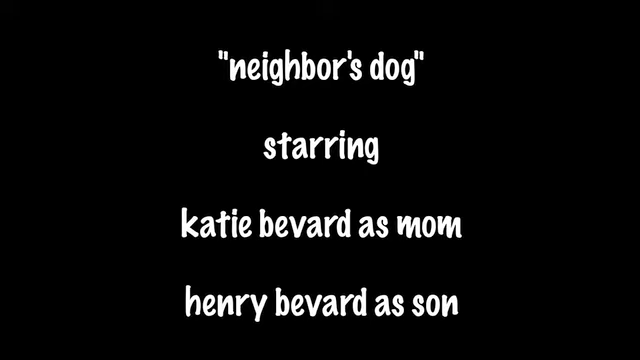 "neighbor's dog"
starring
katie bevard as mom
henry bevard as son